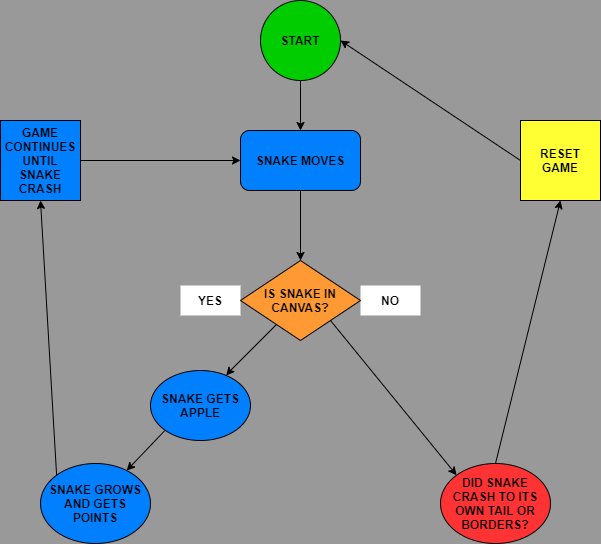 START
GAME
CONTINUES
UNTIL
SNAKE
CRASH
SNAKE MOVES
RESET
GAME
YES
IS SNAKE IN
CANVAS?
NO
SNAKE GETS
APPLE
SNAKE GROWS
AND GETS
POINTS
DID SNAKE
CRASH TO ITS
OWN TAIL OR
BORDERS?